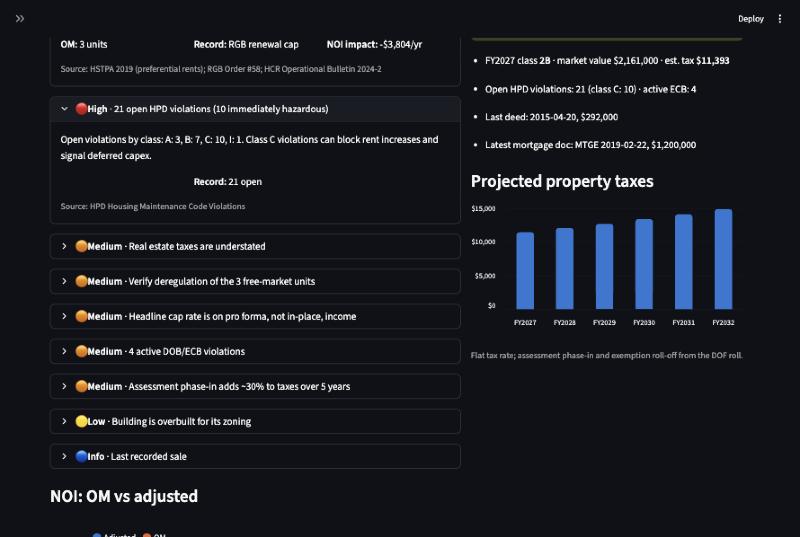 Deploy
OM: 3 units
Record: RGB renewal cap
NOI impact: -$3,804/yr
Source: HSTPA 2019 (preferential rents); RGB Order #58; HCR Operational Bulletin 2024-2
High · 21 open HPD violations (10 immediately hazardous)
Open violations by class: A: 3, B: 7, C: 10, I: 1. Class C violations can block rent increases and
signal deferred capex.
Record: 21 open
Source: HPD Housing Maintenance Code Violations
Medium · Real estate taxes are understated
Medium · Verify deregulation of the 3 free-market units
Medium · Headline cap rate is on pro forma, not in-place, income
Medium · 4 active DOB/ECB violations
Medium · Assessment phase-in adds ~30% to taxes over 5 years
Low · Building is overbuilt for its zoning
Info · Last recorded sale
NOI: OM vs adjusted
Adjusted
OM
FY2027 class 2B · market value $2,161,000 · est. tax $11,393
Open HPD violations: 21 (class C: 10) · active ECB: 4
Last deed: 2015-04-20, $292,000
Latest mortgage doc: MTGE 2019-02-22, $1,200,000
Projected property taxes
$15,000
$10,000
$5,000
$0
FY2027 FY2028 FY2029 FY2030 FY2031 FY2032
Flat tax rate; assessment phase-in and exemption roll-off from the DOF roll.